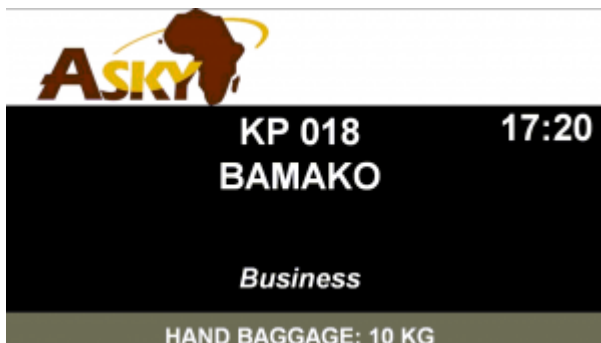 ASKY
KP 018 17:20
BAMAKO
Business
HAND BAGGAGE: 10 KG